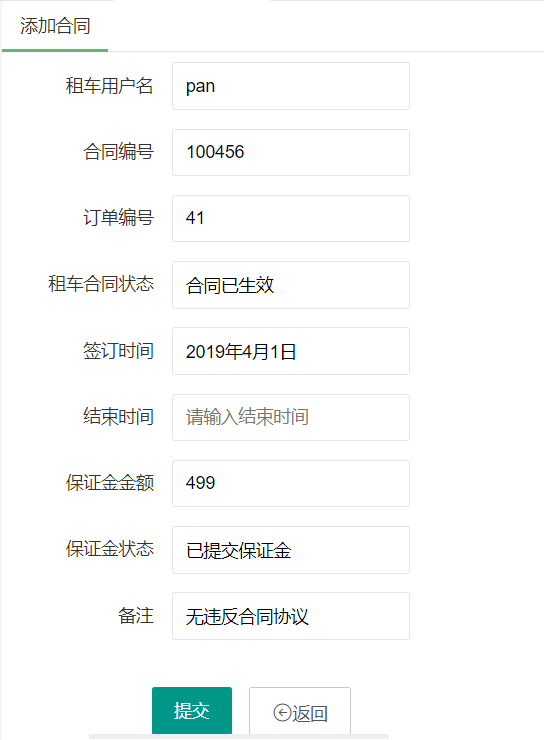 添加合同
租车用户名 pan
合同编号 100456
订单编号 41
租车合同状态 合同已生效
签订时间 2019年4月1日
结束时间 请输入结束时间
保证金金额 499
保证金状态 已提交保证金
备注 无违反合同协议
提交 返回